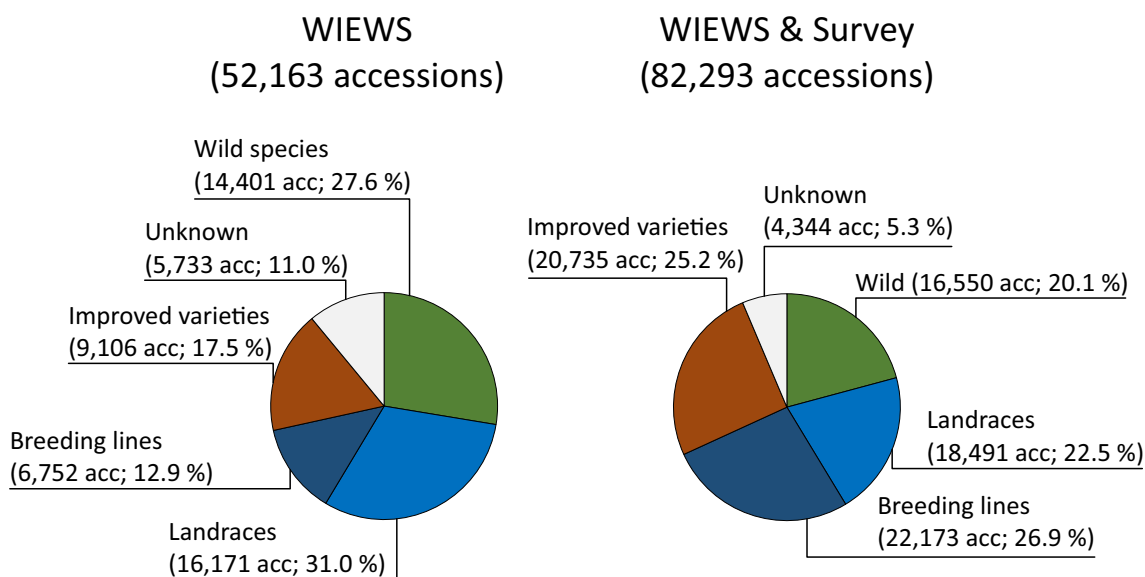 WIEWS
(52,163 accessions)
Wild species
(14,401 acc; 27.6 %)
Unknown
(5,733 acc; 11.0 %)
Improved varieties
(9,106 acc; 17.5 %)
Breeding lines
(6,752 acc; 12.9 %)
Landraces
(16,171 acc; 31.0 %)
WIEWS & Survey
(82,293 accessions)
Unknown
(4,344 acc; 5.3 %)
Improved varieties
(20,735 acc; 25.2 %)
Wild (16,550 acc; 20.1 %)
Landraces
(18,491 acc; 22.5 %)
Breeding lines
(22,173 acc; 26.9 %)